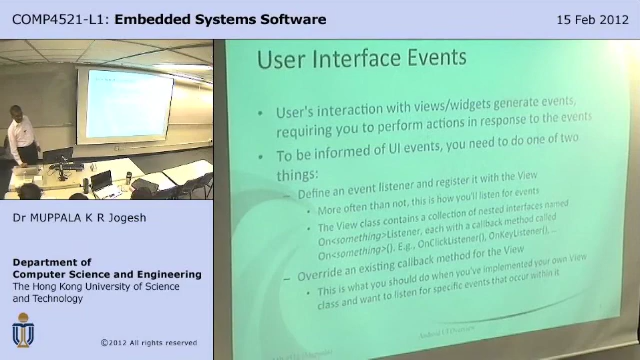 COMP4521-L1: Embedded Systems Software
15 Feb 2012
User Interface Events
• User's interaction with views/widgets generate events,
requiring you to perform actions in response to the events
• To be informed of UI events, you need to do one of two
things:
– Define an event listener and register it with the View
• More often than not, this is how you'll listen for events
• The View class contains a collection of nested interfaces named
On<something>Listener, each with a callback method called
On<something>(). E.g., OnClickListener(), OnKeyListener(), ..
– Override an existing callback method for the View
• This is what you should do when you've implemented your own View
class and want to listen for specific events that occur within it
Dr MUPPALA K R Jogesh
Department of
Computer Science and Engineering
The Hong Kong University of Science
and Technology
©2012 All rights reserved